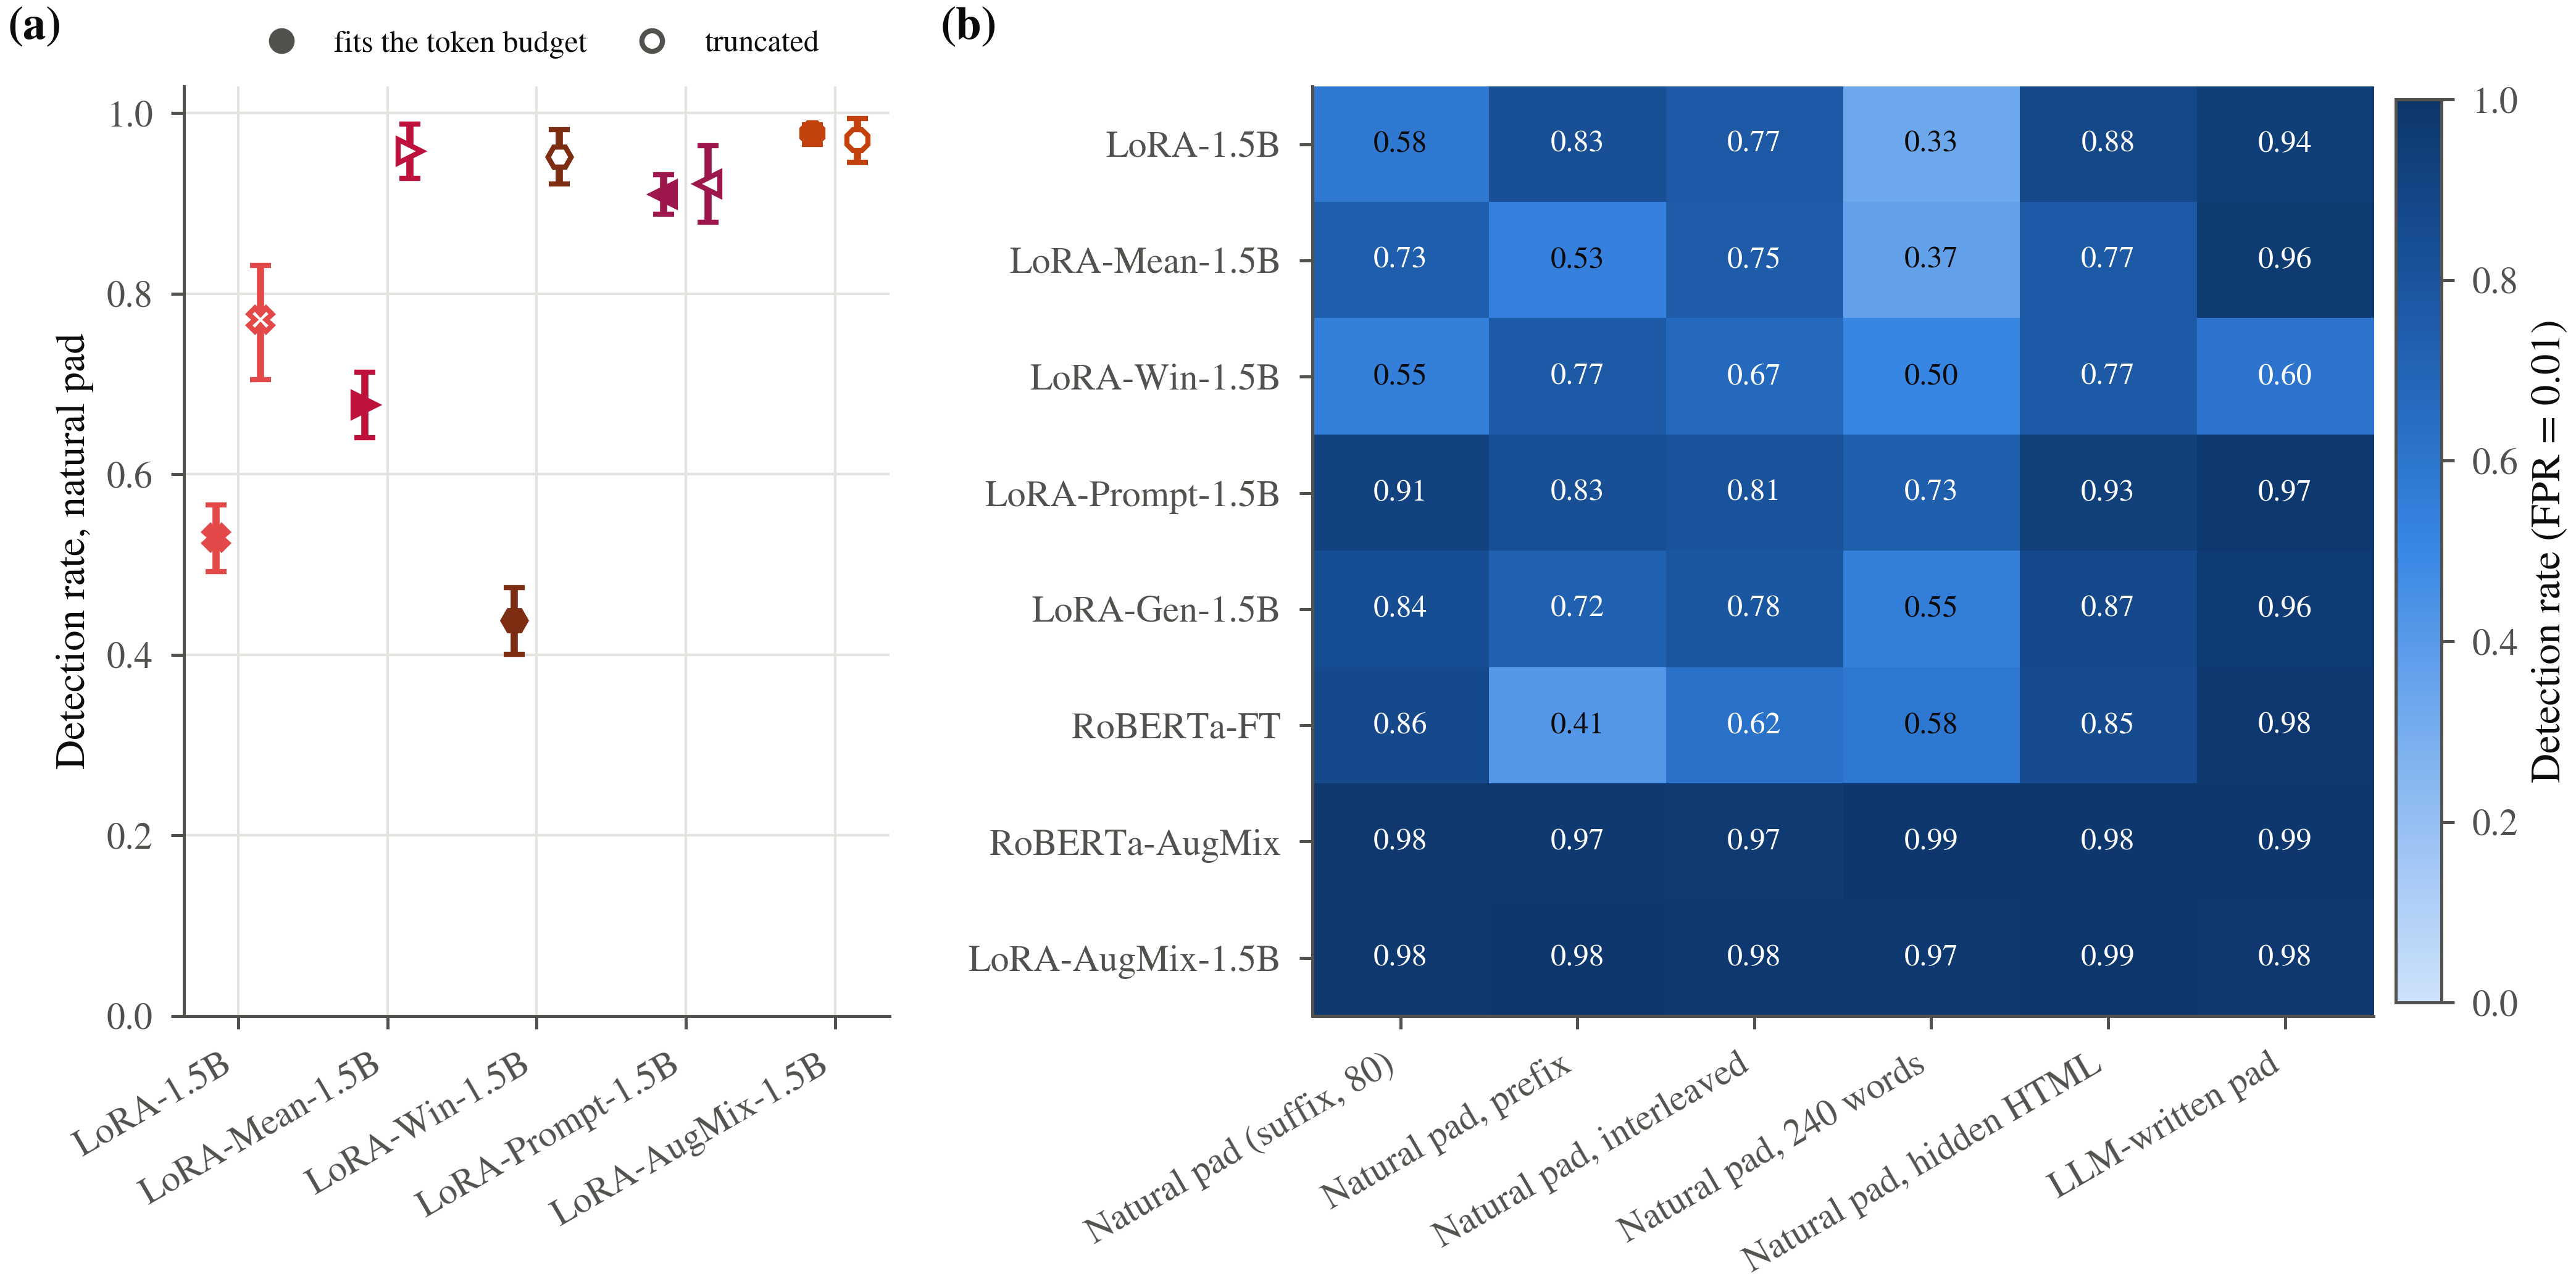 (a)
fits the token budget
truncated
Detection rate, natural pad
1.0
0.8
0.6
0.4
0.2
0.0
LoRA-1.5B
LoRA-Mean-1.5B
LoRA-Win-1.5B
LoRA-Prompt-1.5B
LoRA-AugMix-1.5B
(b)
LoRA-1.5B 0.58 0.83 0.77 0.33 0.88 0.94
LoRA-Mean-1.5B 0.73 0.53 0.75 0.37 0.77 0.96
LoRA-Win-1.5B 0.55 0.77 0.67 0.50 0.77 0.60
LoRA-Prompt-1.5B 0.91 0.83 0.81 0.73 0.93 0.97
LoRA-Gen-1.5B 0.84 0.72 0.78 0.55 0.87 0.96
RoBERTa-FT 0.86 0.41 0.62 0.58 0.85 0.98
RoBERTa-AugMix 0.98 0.97 0.97 0.99 0.98 0.99
LoRA-AugMix-1.5B 0.98 0.98 0.98 0.97 0.99 0.98
Natural pad (suffix, 80)
Natural pad, prefix
Natural pad, interleaved
Natural pad, 240 words
Natural pad, hidden HTML
LLM-written pad
1.0
0.8
0.6
0.4
0.2
0.0
Detection rate (FPR = 0.01)